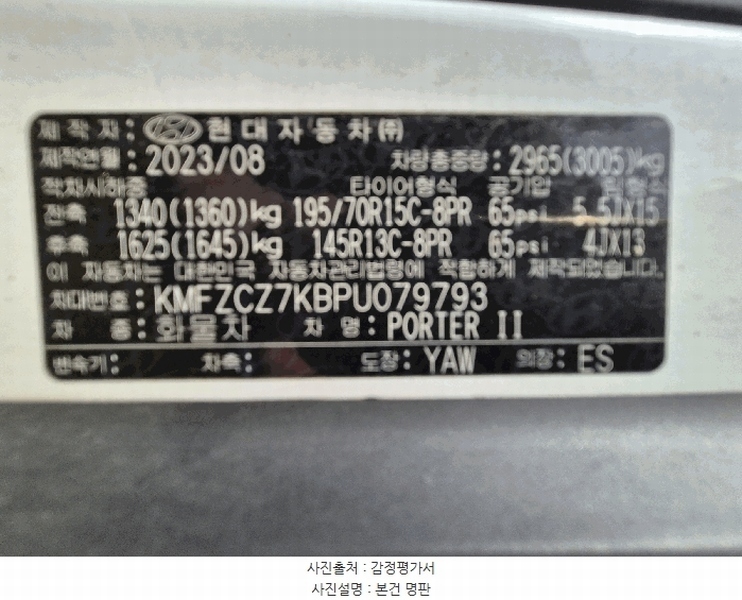 제작자: 현대자동차(주)
제작연월: 2023/08 차량총중량: 2965(3005)kg
적차시하중 타이어형식 공기압 림형식
전축 1340(1360)kg 195/70R15C-8PR 65psi 5.5JX15
후축 1625(1645)kg 145R13C-8PR 65psi 4JX13
이 자동차는 대한민국 자동차관리법령에 적합하게 제작되었습니다.
차대번호: KMFZCZ7KBPU079793
차 종: 화물차 차 명: PORTER II
변속기: 차축: 도장: YAW 의장: ES
사진출처 : 감정평가서
사진설명 : 본건 명판